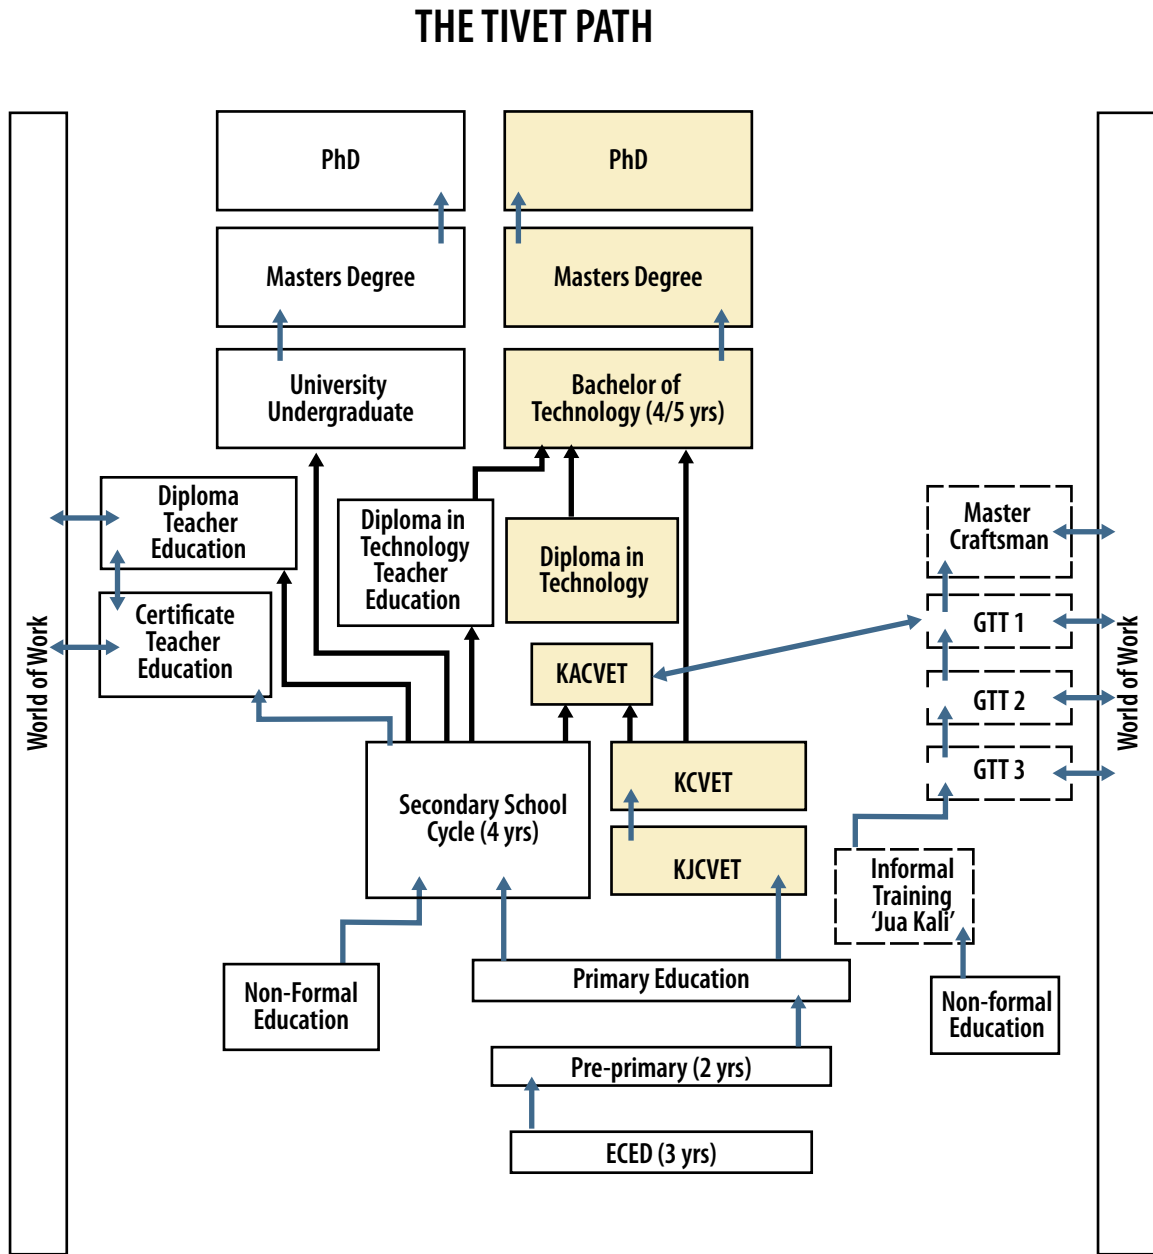 THE TIVET PATH
PhD
PhD
Masters Degree
Masters Degree
University
Undergraduate
Bachelor of
Technology (4/5 yrs)
Diploma
Teacher
Education
Diploma in
Technology
Teacher
Education
Diploma in
Technology
Master
Craftsman
Certificate
Teacher
Education
GTT 1
KACVET
GTT 2
World of Work
World of Work
Secondary School
Cycle (4 yrs)
KCVET
GTT 3
KJCVET
Informal
Training
‘Jua Kali’
Non-Formal
Education
Primary Education
Non-formal
Education
Pre-primary (2 yrs)
ECED (3 yrs)